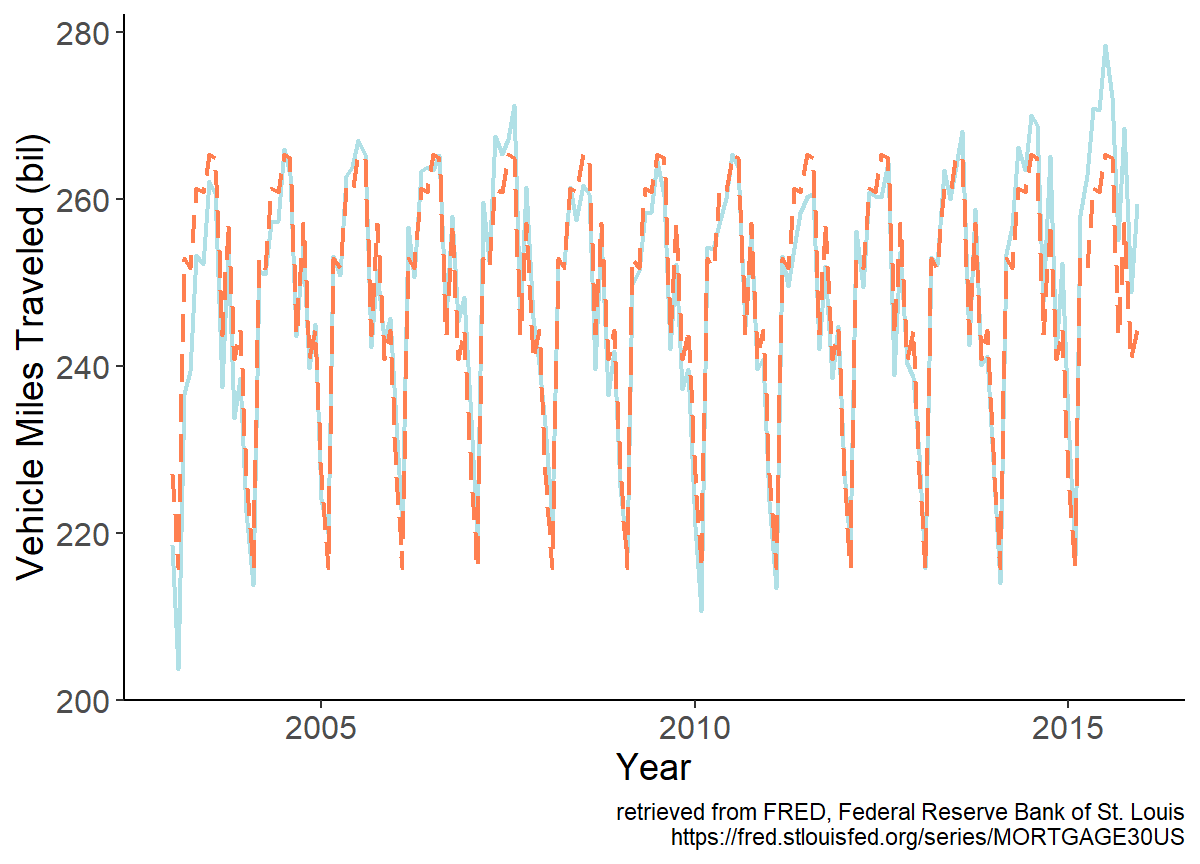 280
260
240
220
200
Vehicle Miles Traveled (bil)
2005 2010 2015
Year
retrieved from FRED, Federal Reserve Bank of St. Louis
https://fred.stlouisfed.org/series/MORTGAGE30US